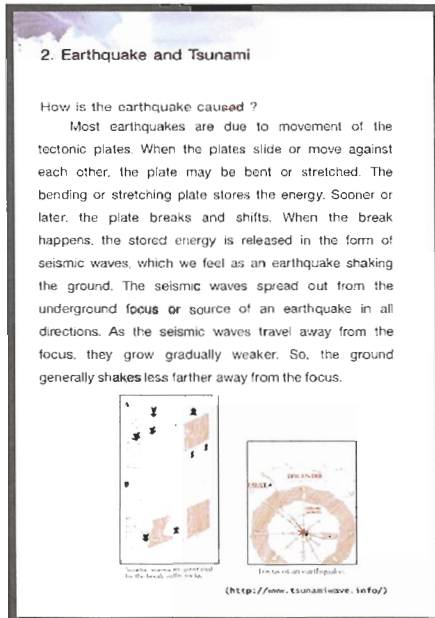 2. Earthquake and Tsunami
How is the earthquake caused ?
Most earthquakes are due to movement of the
tectonic plates. When the plates slide or move against
each other, the plate may be bent or stretched. The
bending or stretching plate stores the energy. Sooner or
later, the plate breaks and shifts. When the break
happens, the stored energy is released in the form of
seismic waves, which we feel as an earthquake shaking
the ground. The seismic waves spread out from the
underground focus or source of an earthquake in all
directions. As the seismic waves travel away from the
focus, they grow gradually weaker. So, the ground
generally shakes less farther away from the focus.
Focus of an earthquake.
(http://www.tsunamiwave.info/)